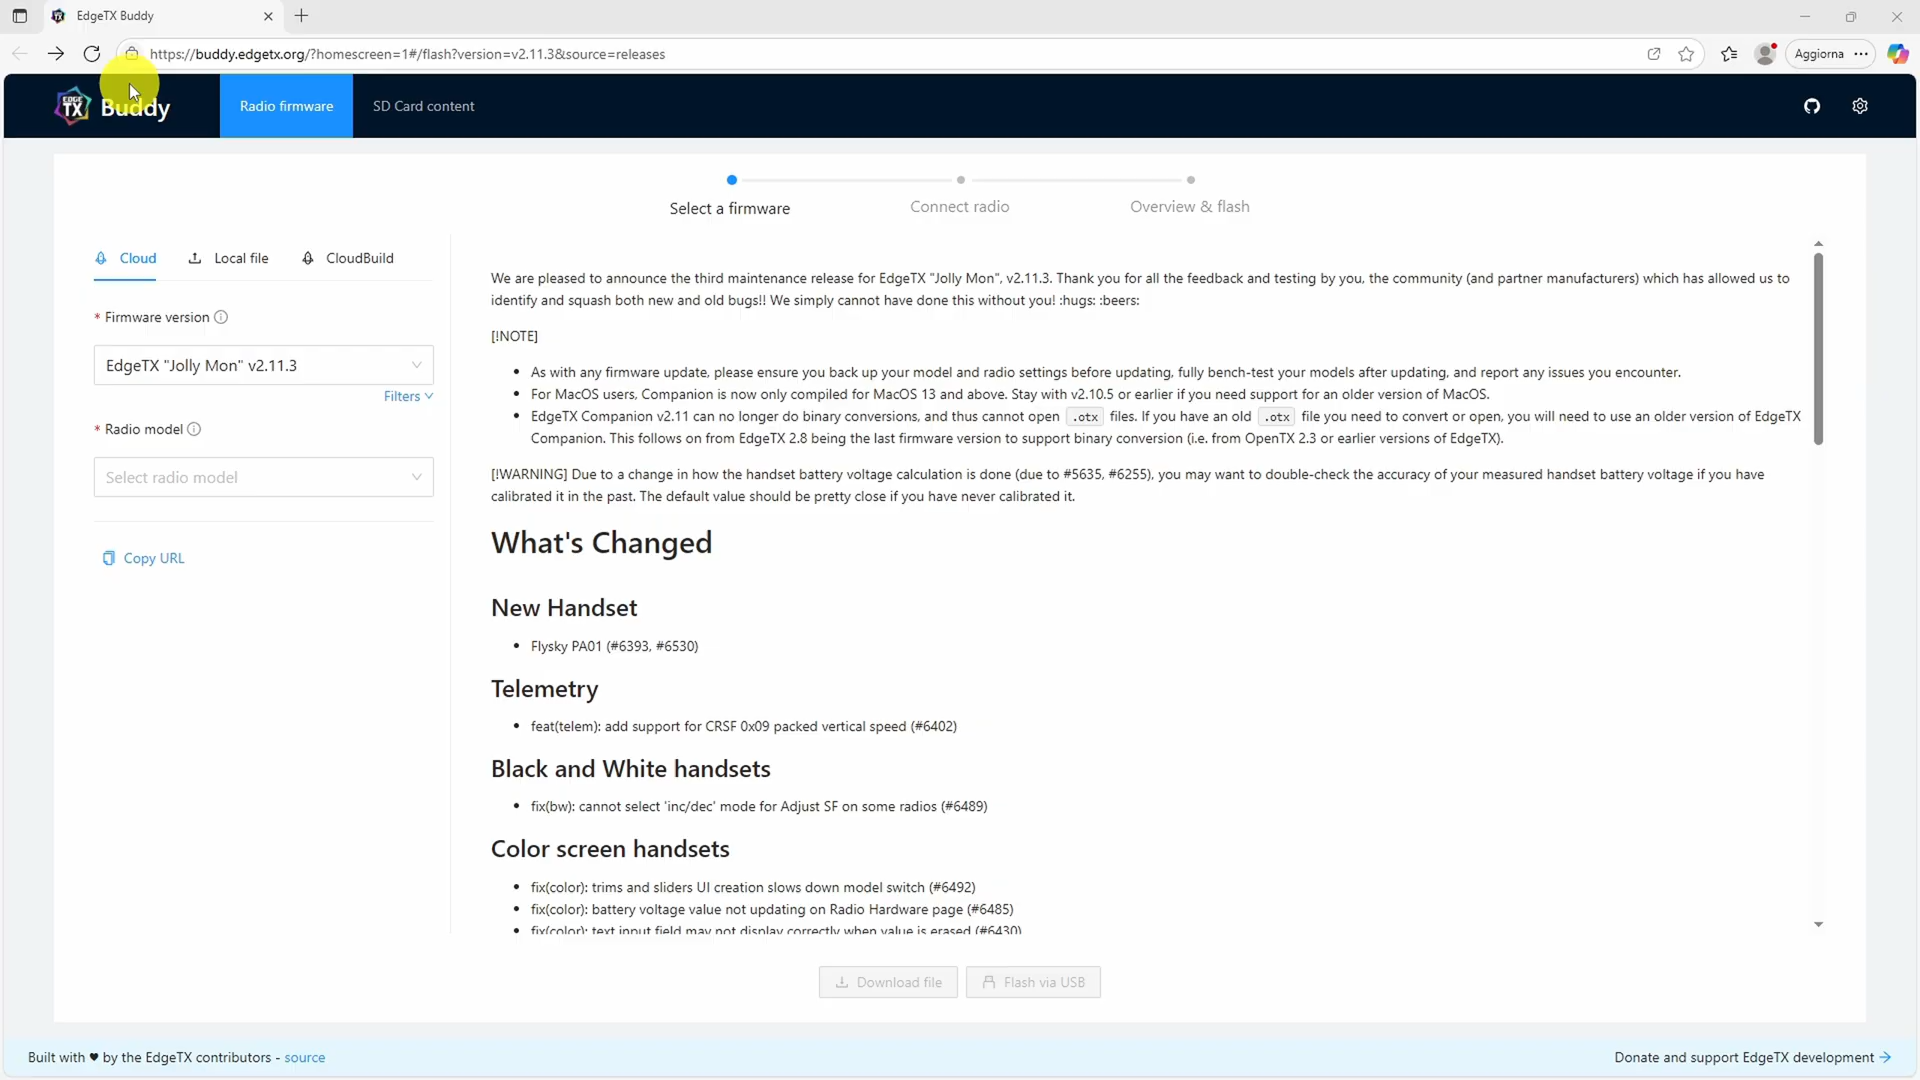 EdgeTX Buddy
https://buddy.edgetx.org/?homescreen=1#/flash?version=v2.11.3&source=releases
Aggiorna
EDGE TX Buddy
Radio firmware
SD Card content
Select a firmware
Connect radio
Overview & flash
Cloud
Local file
CloudBuild
* Firmware version
EdgeTX "Jolly Mon" v2.11.3
Filters
* Radio model
Select radio model
Copy URL
We are pleased to announce the third maintenance release for EdgeTX "Jolly Mon", v2.11.3. Thank you for all the feedback and testing by you, the community (and partner manufacturers) which has allowed us to
identify and squash both new and old bugs!! We simply cannot have done this without you! :hugs: :beers:
[!NOTE]
• As with any firmware update, please ensure you back up your model and radio settings before updating, fully bench-test your models after updating, and report any issues you encounter.
• For MacOS users, Companion is now only compiled for MacOS 13 and above. Stay with v2.10.5 or earlier if you need support for an older version of MacOS.
• EdgeTX Companion v2.11 can no longer do binary conversions, and thus cannot open .otx files. If you have an old .otx file you need to convert or open, you will need to use an older version of EdgeTX
Companion. This follows on from EdgeTX 2.8 being the last firmware version to support binary conversion (i.e. from OpenTX 2.3 or earlier versions of EdgeTX).
[!WARNING] Due to a change in how the handset battery voltage calculation is done (due to #5635, #6255), you may want to double-check the accuracy of your measured handset battery voltage if you have
calibrated it in the past. The default value should be pretty close if you have never calibrated it.
What's Changed
New Handset
• Flysky PA01 (#6393, #6530)
Telemetry
• feat(telem): add support for CRSF 0x09 packed vertical speed (#6402)
Black and White handsets
• fix(bw): cannot select 'inc/dec' mode for Adjust SF on some radios (#6489)
Color screen handsets
• fix(color): trims and sliders UI creation slows down model switch (#6492)
• fix(color): battery voltage value not updating on Radio Hardware page (#6485)
• fix(color): text input field may not display correctly when value is erased (#6430)
Download file
Flash via USB
Built with ♥ by the EdgeTX contributors - source
Donate and support EdgeTX development →